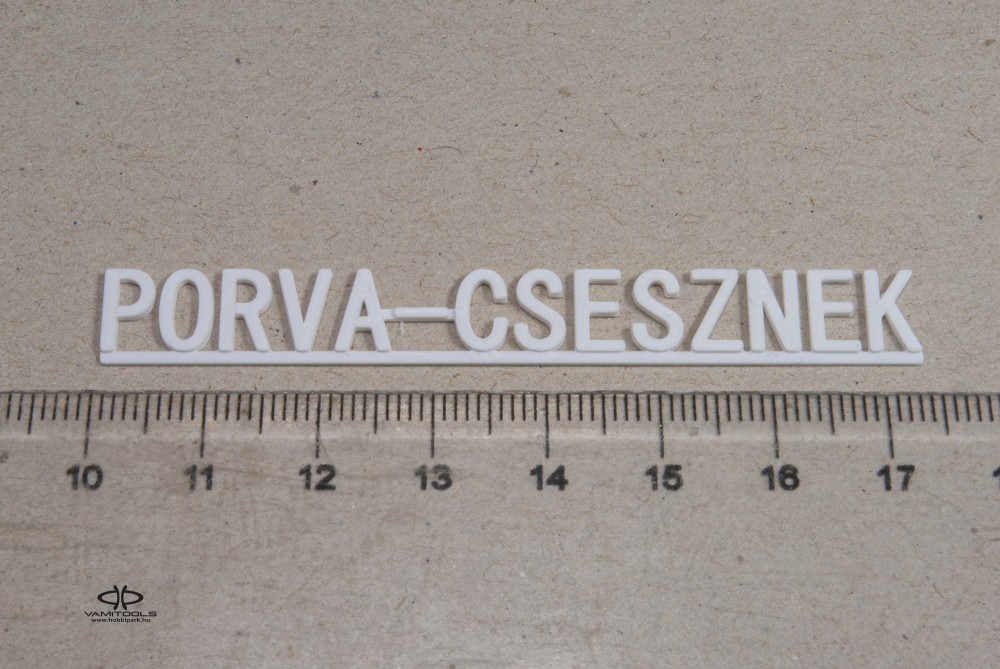 PORVA-CSESZNEK
10 11 12 13 14 15 16 17
VAMITOOLS
www.hobbipark.hu